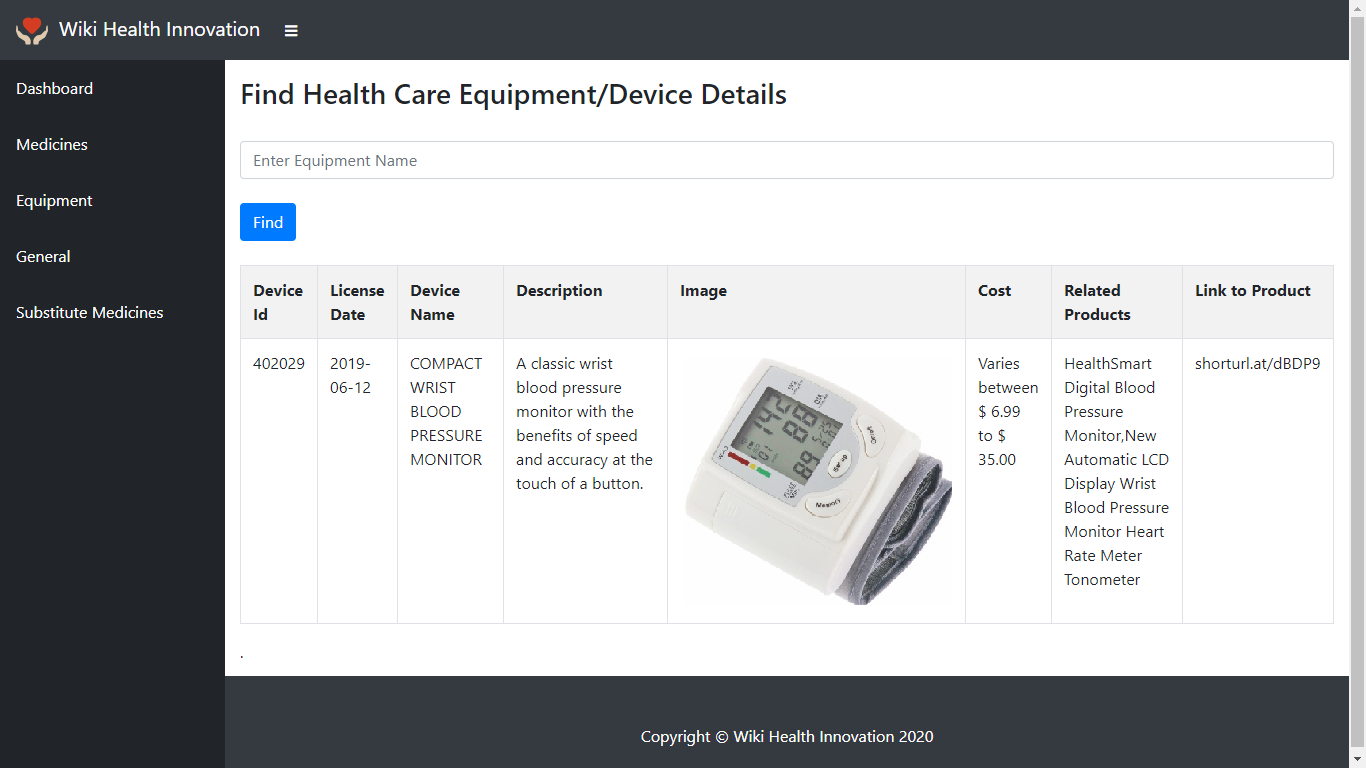 Wiki Health Innovation
Dashboard
Medicines
Equipment
General
Substitute Medicines
Find Health Care Equipment/Device Details
Enter Equipment Name
Find
Device
Id
License
Date
Device
Name
Description
Image
Cost
Related
Products
Link to Product
402029
2019-
06-12
COMPACT
WRIST
BLOOD
PRESSURE
MONITOR
A classic wrist
blood pressure
monitor with the
benefits of speed
and accuracy at the
touch of a button.
Memory
Varies
between
$ 6.99
to $
35.00
HealthSmart
Digital Blood
Pressure
Monitor,New
Automatic LCD
Display Wrist
Blood Pressure
Monitor Heart
Rate Meter
Tonometer
shorturl.at/dBDP9
.
Copyright © Wiki Health Innovation 2020